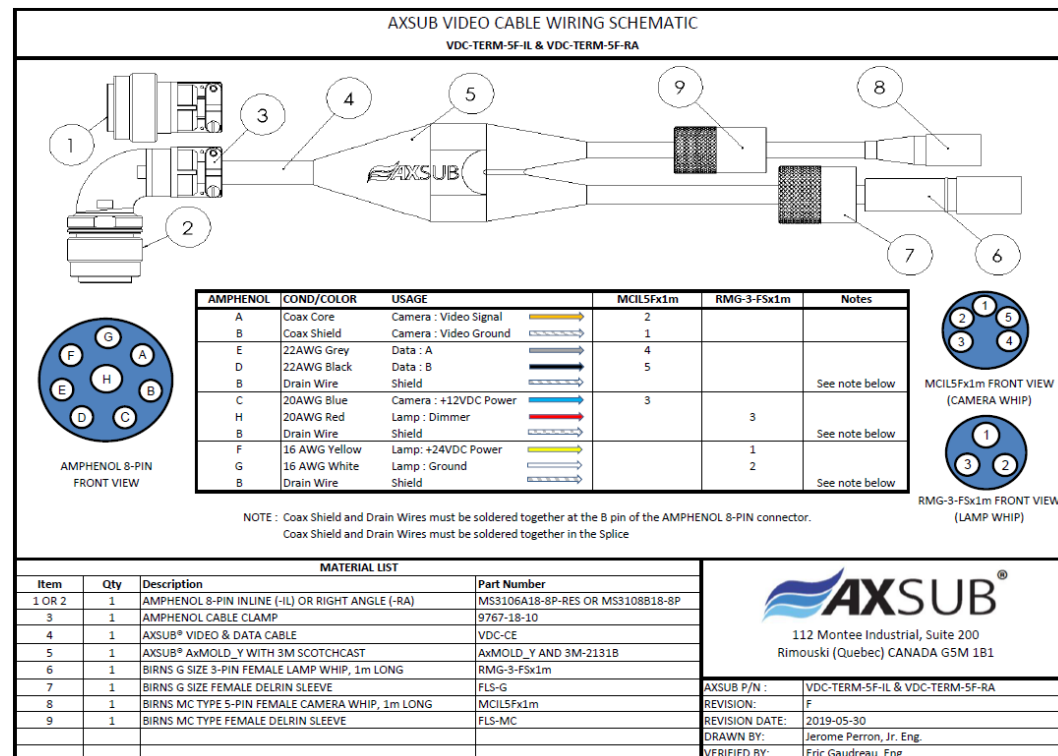 AXSUB VIDEO CABLE WIRING SCHEMATIC
VDC-TERM-5F-IL & VDC-TERM-5F-RA
1
2
3
4
5
9
8
7
6
AXSUB
AMPHENOL COND/COLOR USAGE MCIL5Fx1m RMG-3-FSx1m Notes
A Coax Core Camera : Video Signal 2
B Coax Shield Camera : Video Ground 1
E 22AWG Grey Data : A 4
D 22AWG Black Data : B 5
B Drain Wire Shield See note below
C 20AWG Blue Camera : +12VDC Power 3
H 20AWG Red Lamp : Dimmer 3
B Drain Wire Shield See note below
F 16 AWG Yellow Lamp: +24VDC Power 1
G 16 AWG White Lamp : Ground 2
B Drain Wire Shield See note below
G
F A
H
E B
D C
AMPHENOL 8-PIN
FRONT VIEW
1
2 5
3 4
MCIL5Fx1m FRONT VIEW
(CAMERA WHIP)
1
3 2
RMG-3-FSx1m FRONT VIEW
(LAMP WHIP)
NOTE : Coax Shield and Drain Wires must be soldered together at the B pin of the AMPHENOL 8-PIN connector.
Coax Shield and Drain Wires must be soldered together in the Splice
MATERIAL LIST
Item Qty Description Part Number
1 OR 2 1 AMPHENOL 8-PIN INLINE (-IL) OR RIGHT ANGLE (-RA) MS3106A18-8P-RES OR MS3108B18-8P
3 1 AMPHENOL CABLE CLAMP 9767-18-10
4 1 AXSUB® VIDEO & DATA CABLE VDC-CE
5 1 AXSUB® AxMOLD_Y WITH 3M SCOTCHCAST AxMOLD_Y AND 3M-2131B
6 1 BIRNS G SIZE 3-PIN FEMALE LAMP WHIP, 1m LONG RMG-3-FSx1m
7 1 BIRNS G SIZE FEMALE DELRIN SLEEVE FLS-G
8 1 BIRNS MC TYPE 5-PIN FEMALE CAMERA WHIP, 1m LONG MCIL5Fx1m
9 1 BIRNS MC TYPE FEMALE DELRIN SLEEVE FLS-MC
AXSUB®
112 Montee Industrial, Suite 200
Rimouski (Quebec) CANADA G5M 1B1
AXSUB P/N : VDC-TERM-5F-IL & VDC-TERM-5F-RA
REVISION: F
REVISION DATE: 2019-05-30
DRAWN BY: Jerome Perron, Jr. Eng.
VERIFIED BY: Eric Gaudreau, Eng.